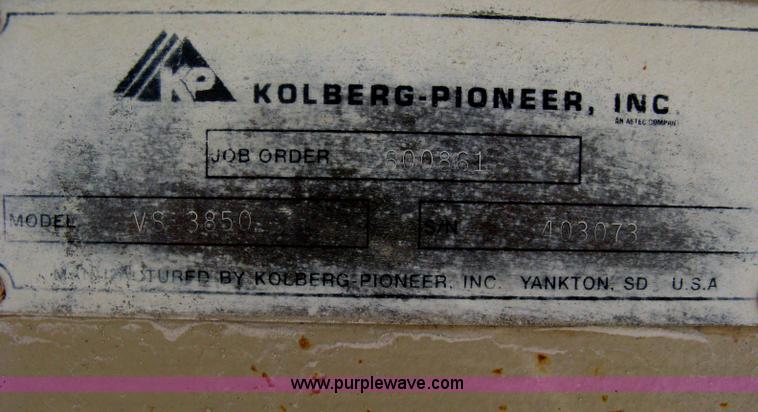 KP KOLBERG-PIONEER, INC.
AN ASTEC COMPANY
JOB ORDER 600861
MODEL VS 3850 S/N 403073
MANUFACTURED BY KOLBERG-PIONEER, INC. YANKTON, SD U.S.A
www.purplewave.com